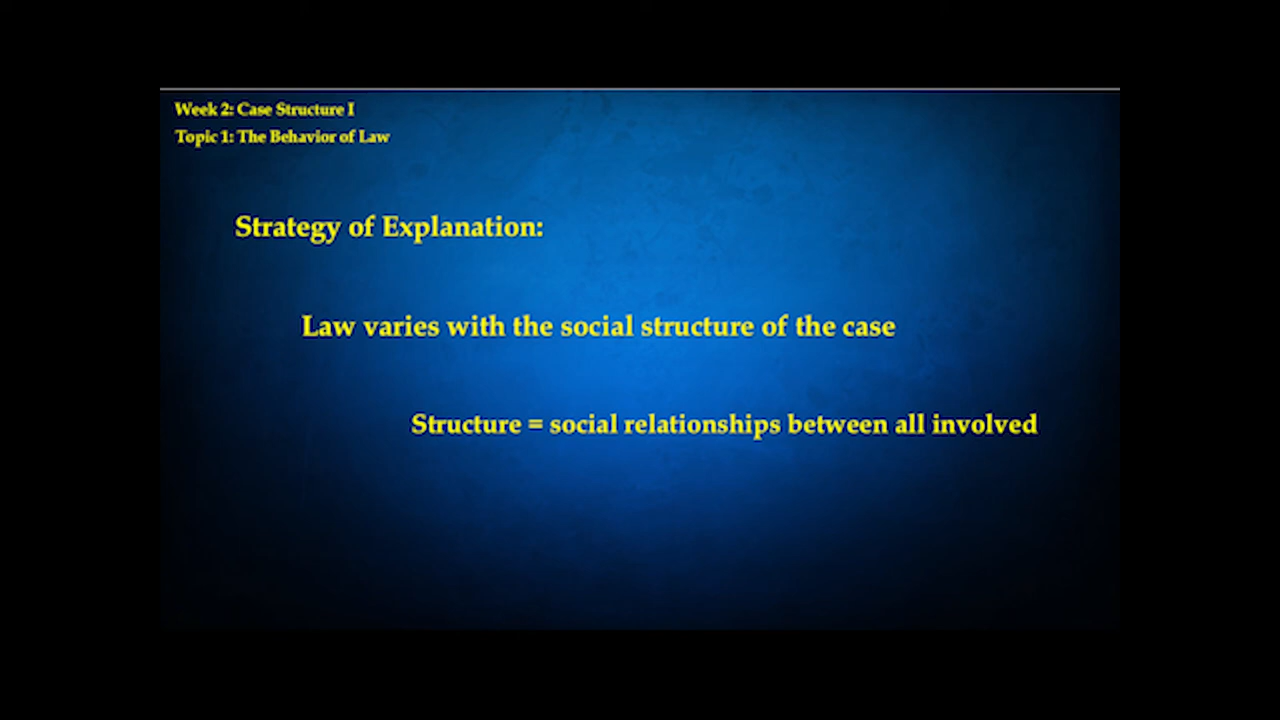 Week 2: Case Structure I
Topic 1: The Behavior of Law
Strategy of Explanation:
Law varies with the social structure of the case
Structure = social relationships between all involved